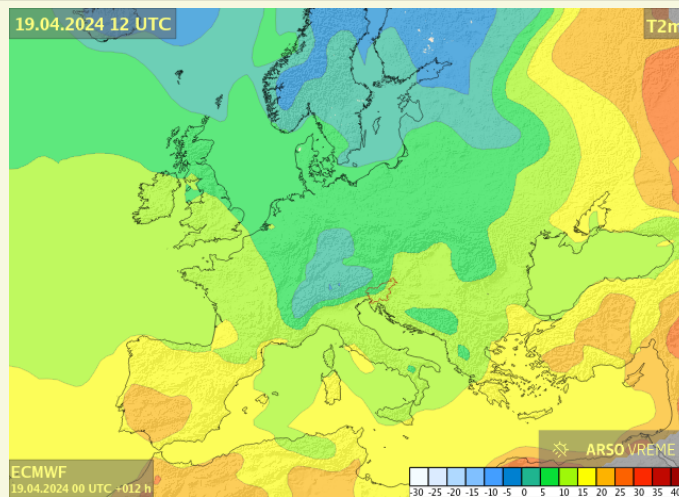 19.04.2024 12 UTC
T2m
ECMWF
19.04.2024 00 UTC +012 h
ARSO VREME
-30 -25 -20 -15 -10 -5 0 5 10 15 20 25 30 35 40